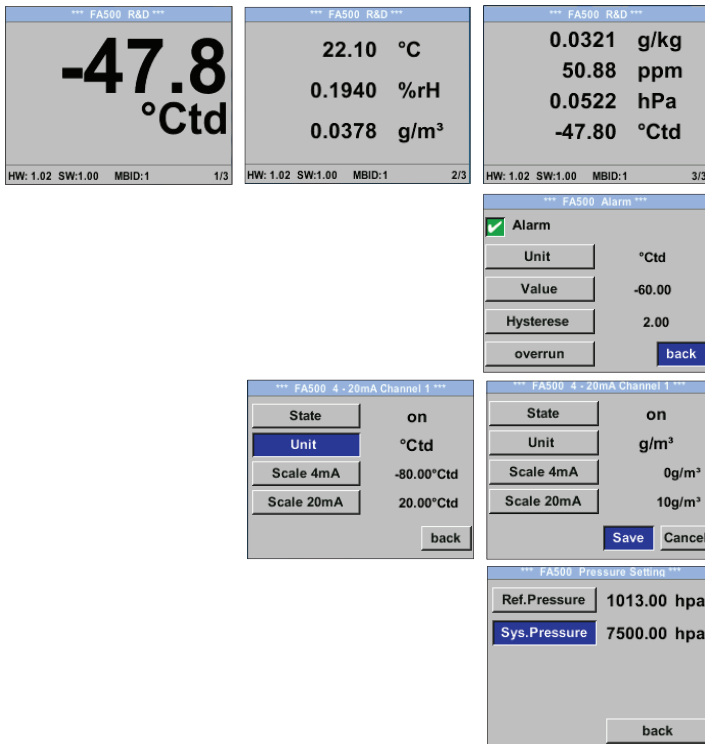 *** FA500 R&D ***
-47.8
°Ctd
HW: 1.02 SW:1.00 MBID:1 1/3
*** FA500 R&D ***
22.10 °C
0.1940 %rH
0.0378 g/m³
HW: 1.02 SW:1.00 MBID:1 2/3
*** FA500 R&D ***
0.0321 g/kg
50.88 ppm
0.0522 hPa
-47.80 °Ctd
HW: 1.02 SW:1.00 MBID:1 3/3
*** FA500 Alarm ***
Alarm
Unit °Ctd
Value -60.00
Hysterese 2.00
overrun back
*** FA500 4 - 20mA Channel 1 ***
State on
Unit °Ctd
Scale 4mA -80.00°Ctd
Scale 20mA 20.00°Ctd
back
*** FA500 4 - 20mA Channel 1 ***
State on
Unit g/m³
Scale 4mA 0g/m³
Scale 20mA 10g/m³
Save Cancel
*** FA500 Pressure Setting ***
Ref.Pressure 1013.00 hpa
Sys.Pressure 7500.00 hpa
back